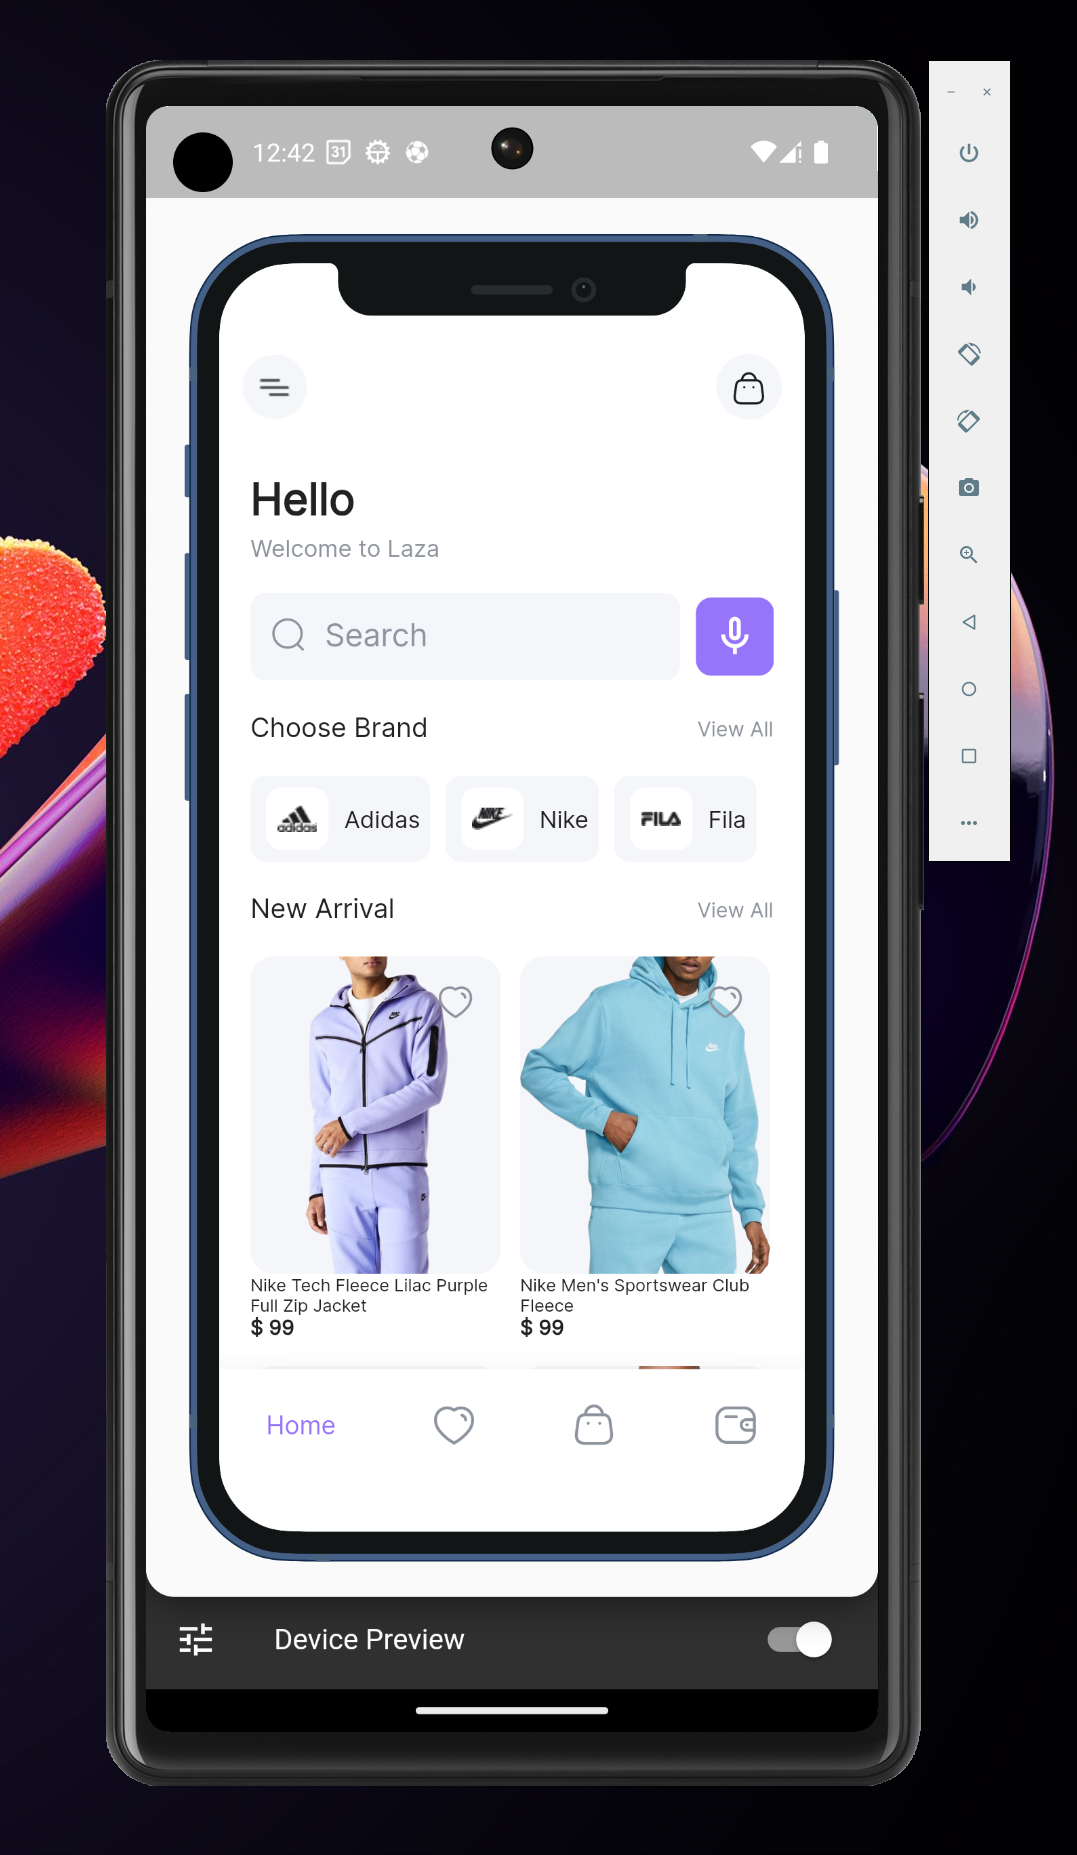 12:42
31
Hello
Welcome to Laza
Search
Choose Brand
View All
adidas
Adidas
NIKE
Nike
FILA
Fila
New Arrival
View All
Nike Tech Fleece Lilac Purple
Full Zip Jacket
$ 99
Nike Men's Sportswear Club
Fleece
$ 99
Home
Device Preview